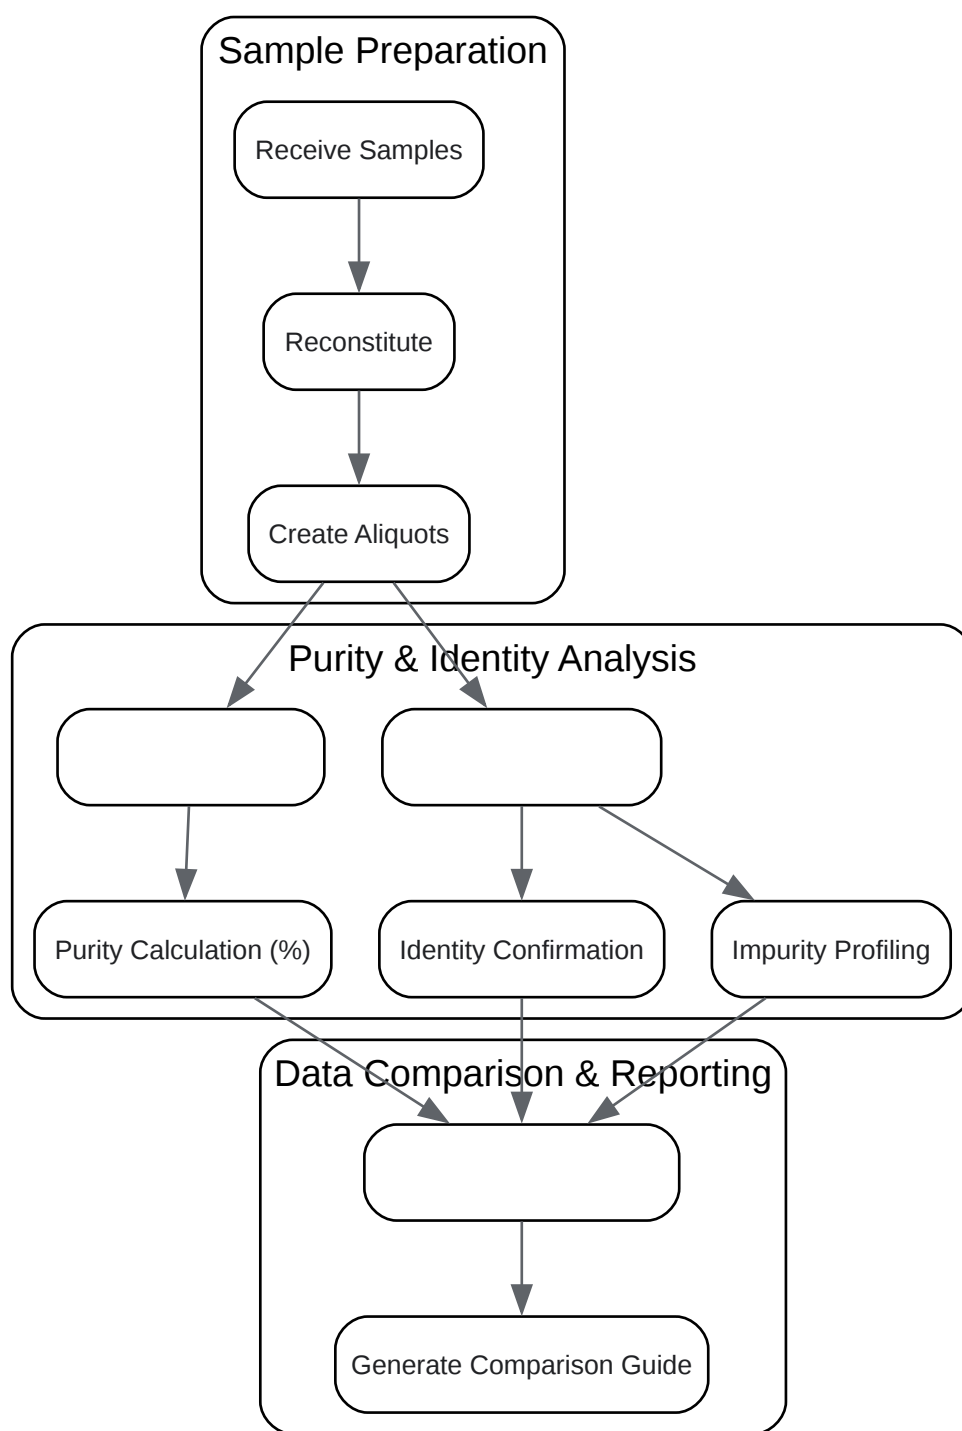 Sample Preparation
Receive Samples
Reconstitute
Create Aliquots
Purity & Identity Analysis
Purity Calculation (%)
Identity Confirmation
Impurity Profiling
Data Comparison & Reporting
Generate Comparison Guide